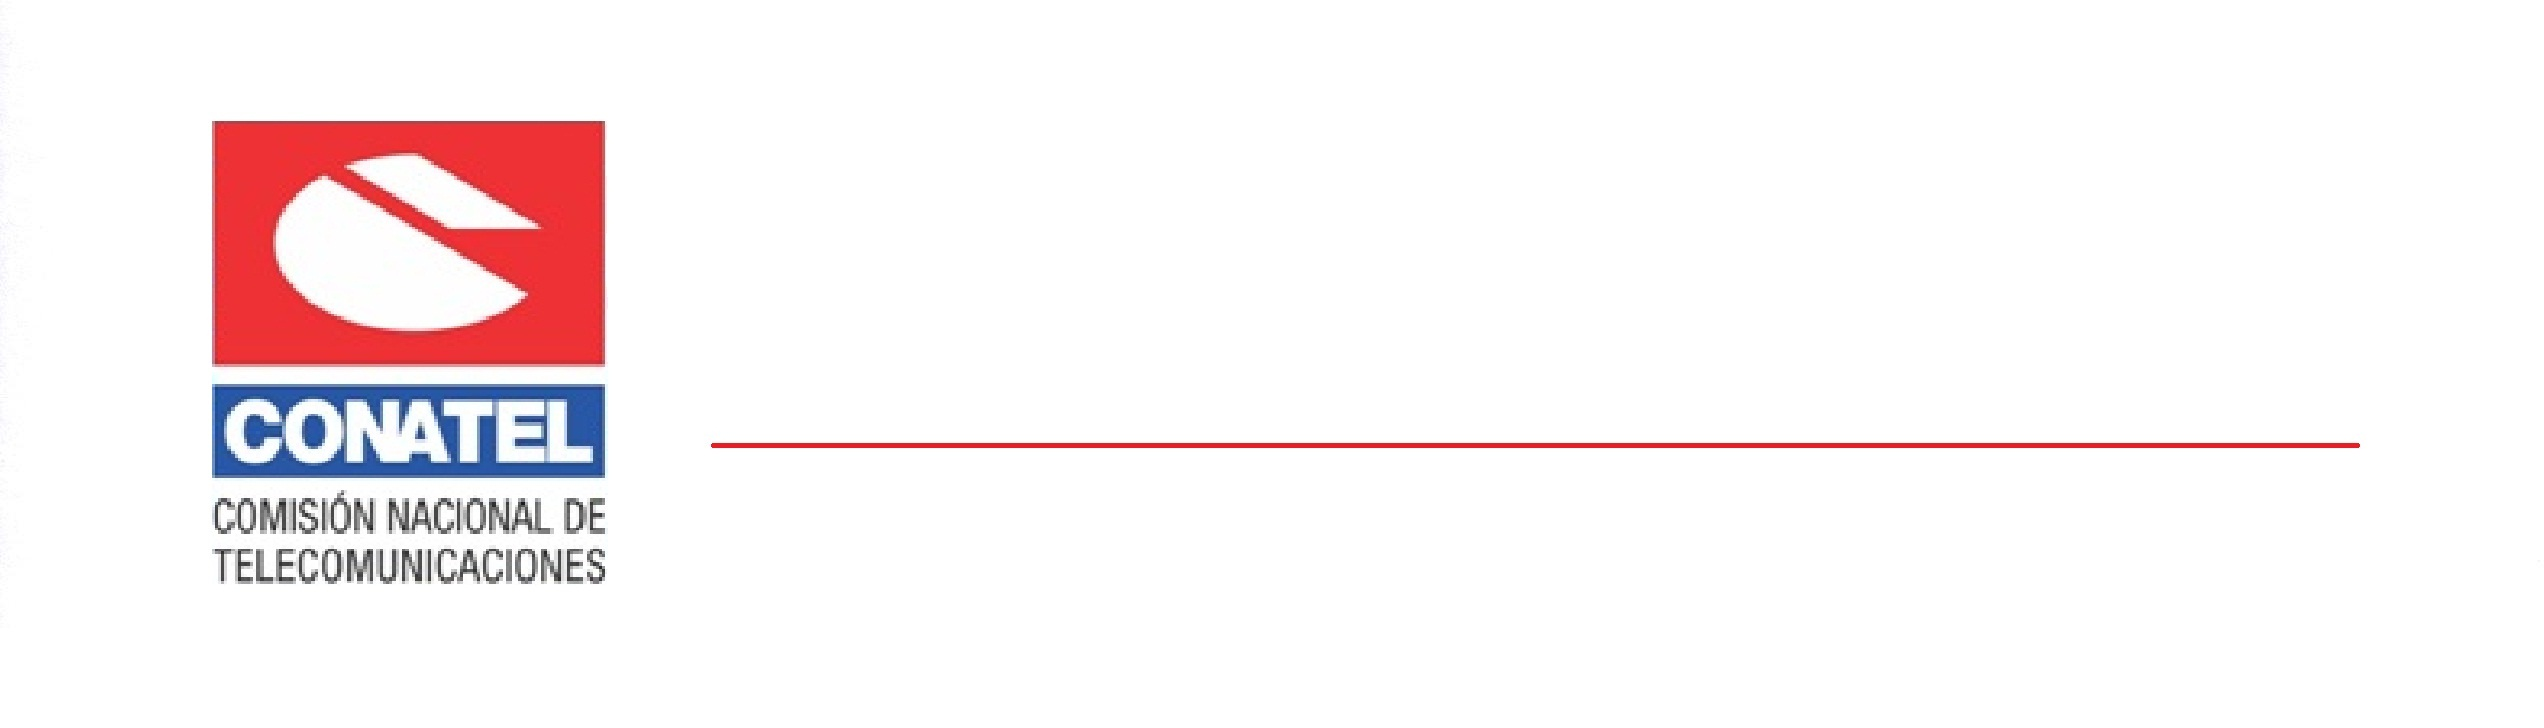 CONATEL
COMISIÓN NACIONAL DE
TELECOMUNICACIONES